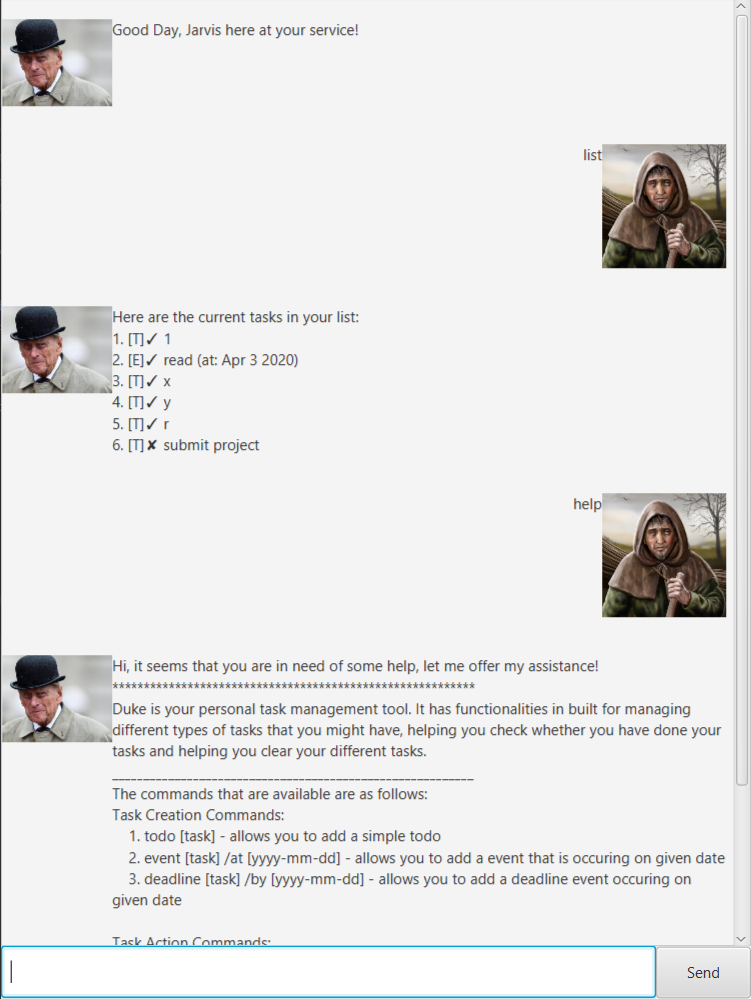 Good Day, Jarvis here at your service!
list
Here are the current tasks in your list:
1. [T]✓ 1
2. [E]✓ read (at: Apr 3 2020)
3. [T]✓ x
4. [T]✓ y
5. [T]✓ r
6. [T]✘ submit project
help
Hi, it seems that you are in need of some help, let me offer my assistance!
**********************************************************
Duke is your personal task management tool. It has functionalities in built for managing
different types of tasks that you might have, helping you check whether you have done your
tasks and helping you clear your different tasks.
__________________________________________________________
The commands that are available are as follows:
Task Creation Commands:
1. todo [task] - allows you to add a simple todo
2. event [task] /at [yyyy-mm-dd] - allows you to add a event that is occuring on given date
3. deadline [task] /by [yyyy-mm-dd] - allows you to add a deadline event occuring on
given date
Task Action Commands:
Send